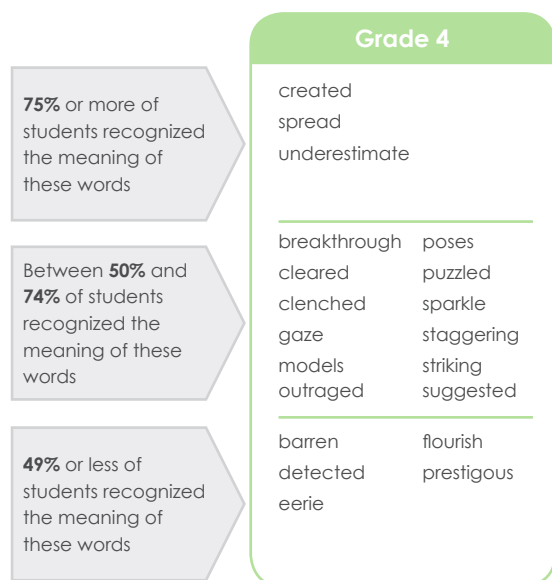 Grade 4
75% or more of
students recognized
the meaning of
these words
created
spread
underestimate
Between 50% and
74% of students
recognized the
meaning of these
words
breakthrough poses
cleared puzzled
clenched sparkle
gaze staggering
models striking
outraged suggested
49% or less of
students recognized
the meaning of
these words
barren flourish
detected prestigous
eerie